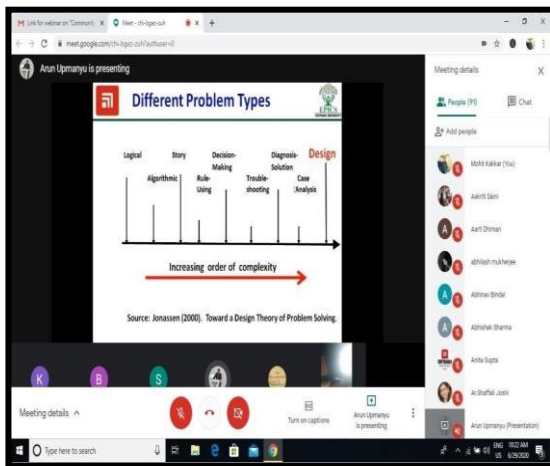 Link for webinar on "Communit
Meet - chi-bgez-zuh
meet.google.com/chi-bgez-zuh?authuser=0
Arun Upmanyu is presenting
Different Problem Types
EPICS
Logical
Story
Decision-
Making
Diagnosis-
Solution
Design
Algorithmic
Rule-
Using
Trouble-
shooting
Case
Analysis
Increasing order of complexity
Source: Jonassen (2000). Toward a Design Theory of Problem Solving.
K
B
S
Meeting details
People (91)
Chat
Add people
Mohit Kakkar (You)
Aakriti Saini
A
Aarti Dhiman
abhilash mukherjee
A
Abhinav Bindal
A
Abhishek Sharma
Anita Gupta
Ar.Shaffali Joshi
Arun Upmanyu (Presentation)
Meeting details
Turn on captions
Arun Upmanyu
is presenting
Type here to search
ENG
US
10:22 AM
6/29/2020